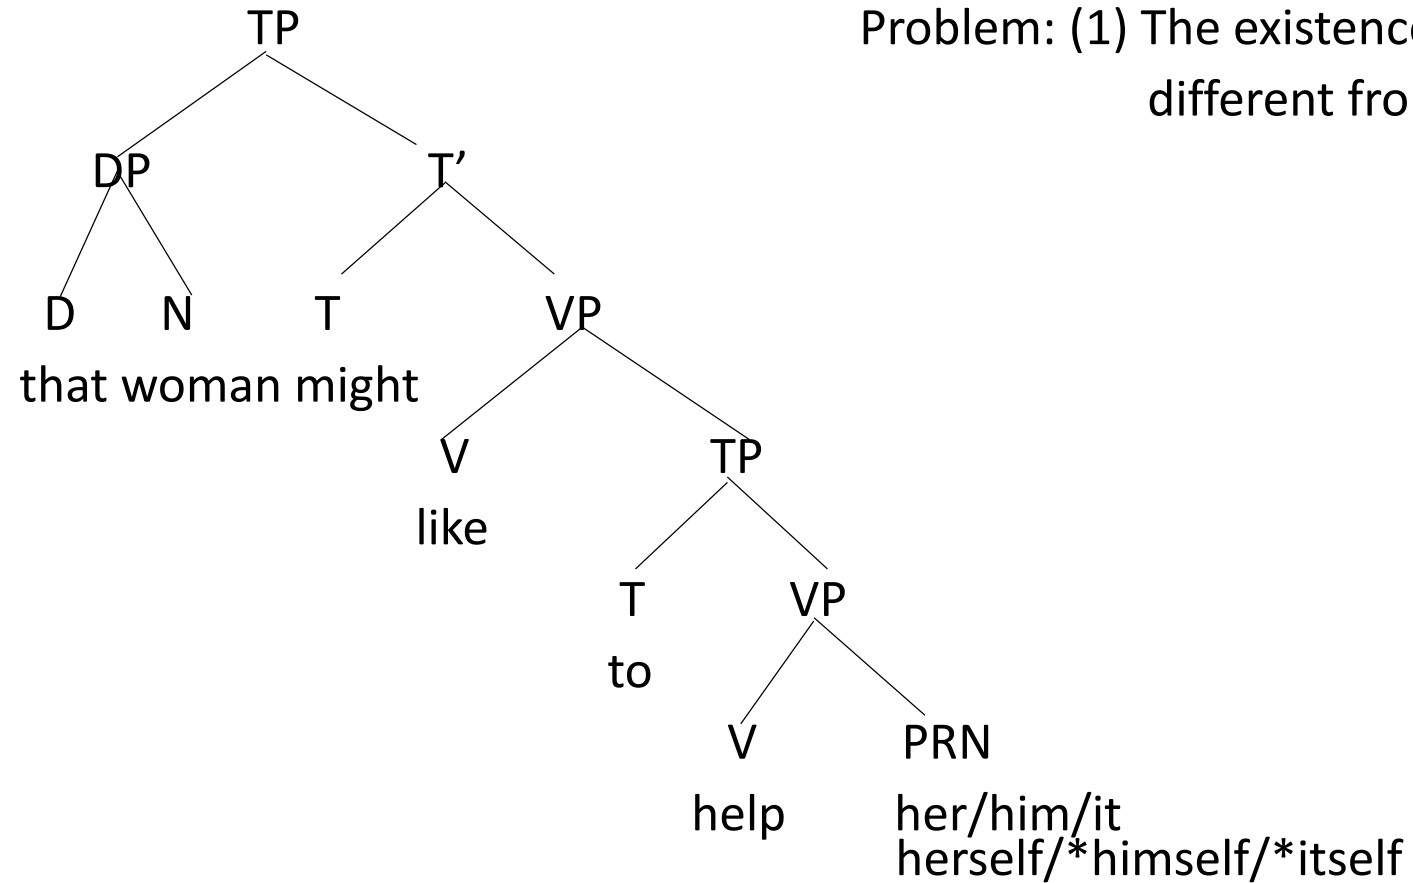 TP
Problem: (1) The existenc
different fro
DP T’
D N T VP
that woman might
V TP
like
T VP
to
V PRN
help her/him/it
herself/*himself/*itself